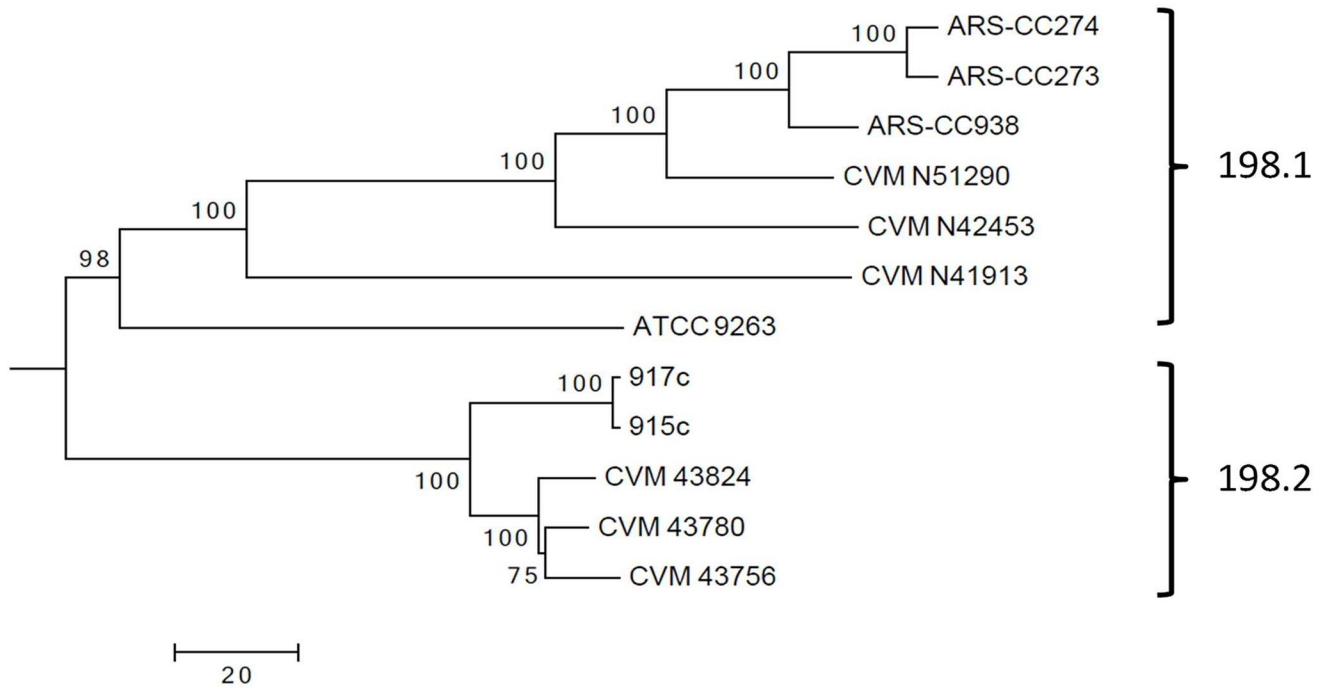 100 ARS-CC274
100 ARS-CC273
100 ARS-CC938
100 CVM N51290
198.1
100 CVM N42453
98 CVM N41913
ATCC 9263
100 917c
915c
100 CVM 43824
198.2
100 CVM 43780
75 CVM 43756
20